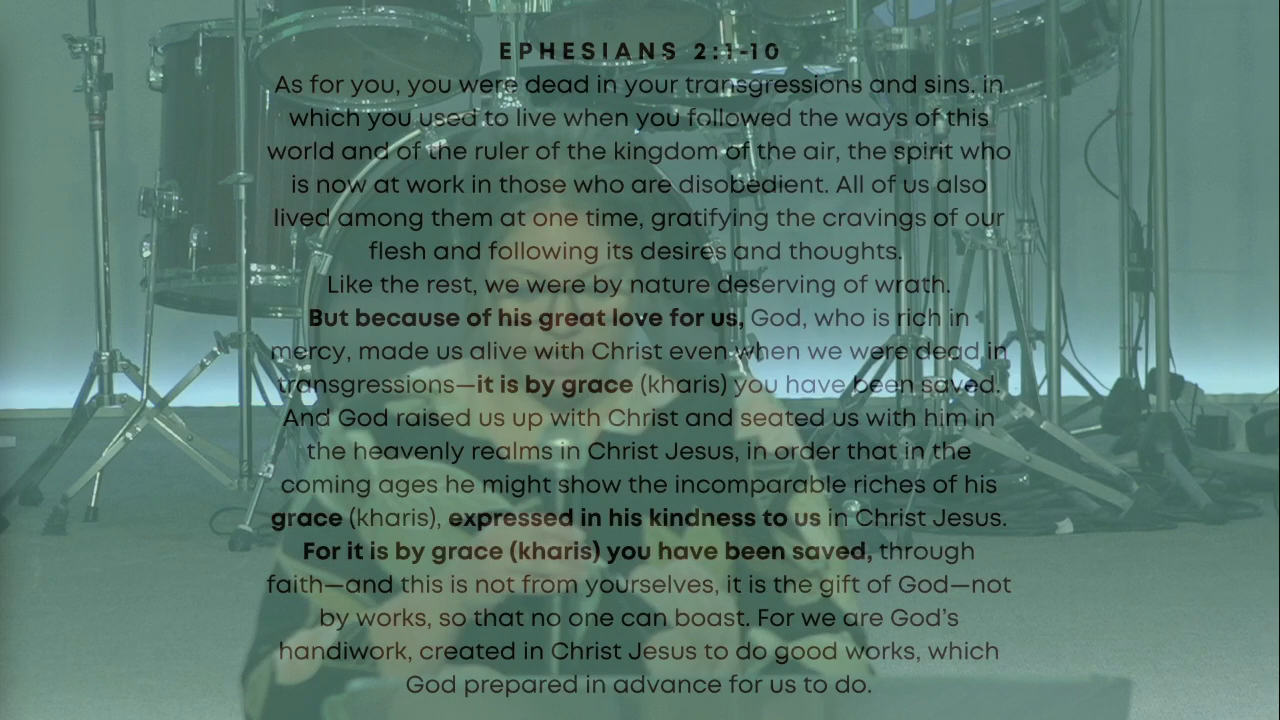 EPHESIANS 2:1-10
As for you, you were dead in your transgressions and sins, in
which you used to live when you followed the ways of this
world and of the ruler of the kingdom of the air, the spirit who
is now at work in those who are disobedient. All of us also
lived among them at one time, gratifying the cravings of our
flesh and following its desires and thoughts.
Like the rest, we were by nature deserving of wrath.
But because of his great love for us, God, who is rich in
mercy, made us alive with Christ even when we were dead in
transgressions—it is by grace (kharis) you have been saved.
And God raised us up with Christ and seated us with him in
the heavenly realms in Christ Jesus, in order that in the
coming ages he might show the incomparable riches of his
grace (kharis), expressed in his kindness to us in Christ Jesus.
For it is by grace (kharis) you have been saved, through
faith—and this is not from yourselves, it is the gift of God—not
by works, so that no one can boast. For we are God's
handiwork, created in Christ Jesus to do good works, which
God prepared in advance for us to do.